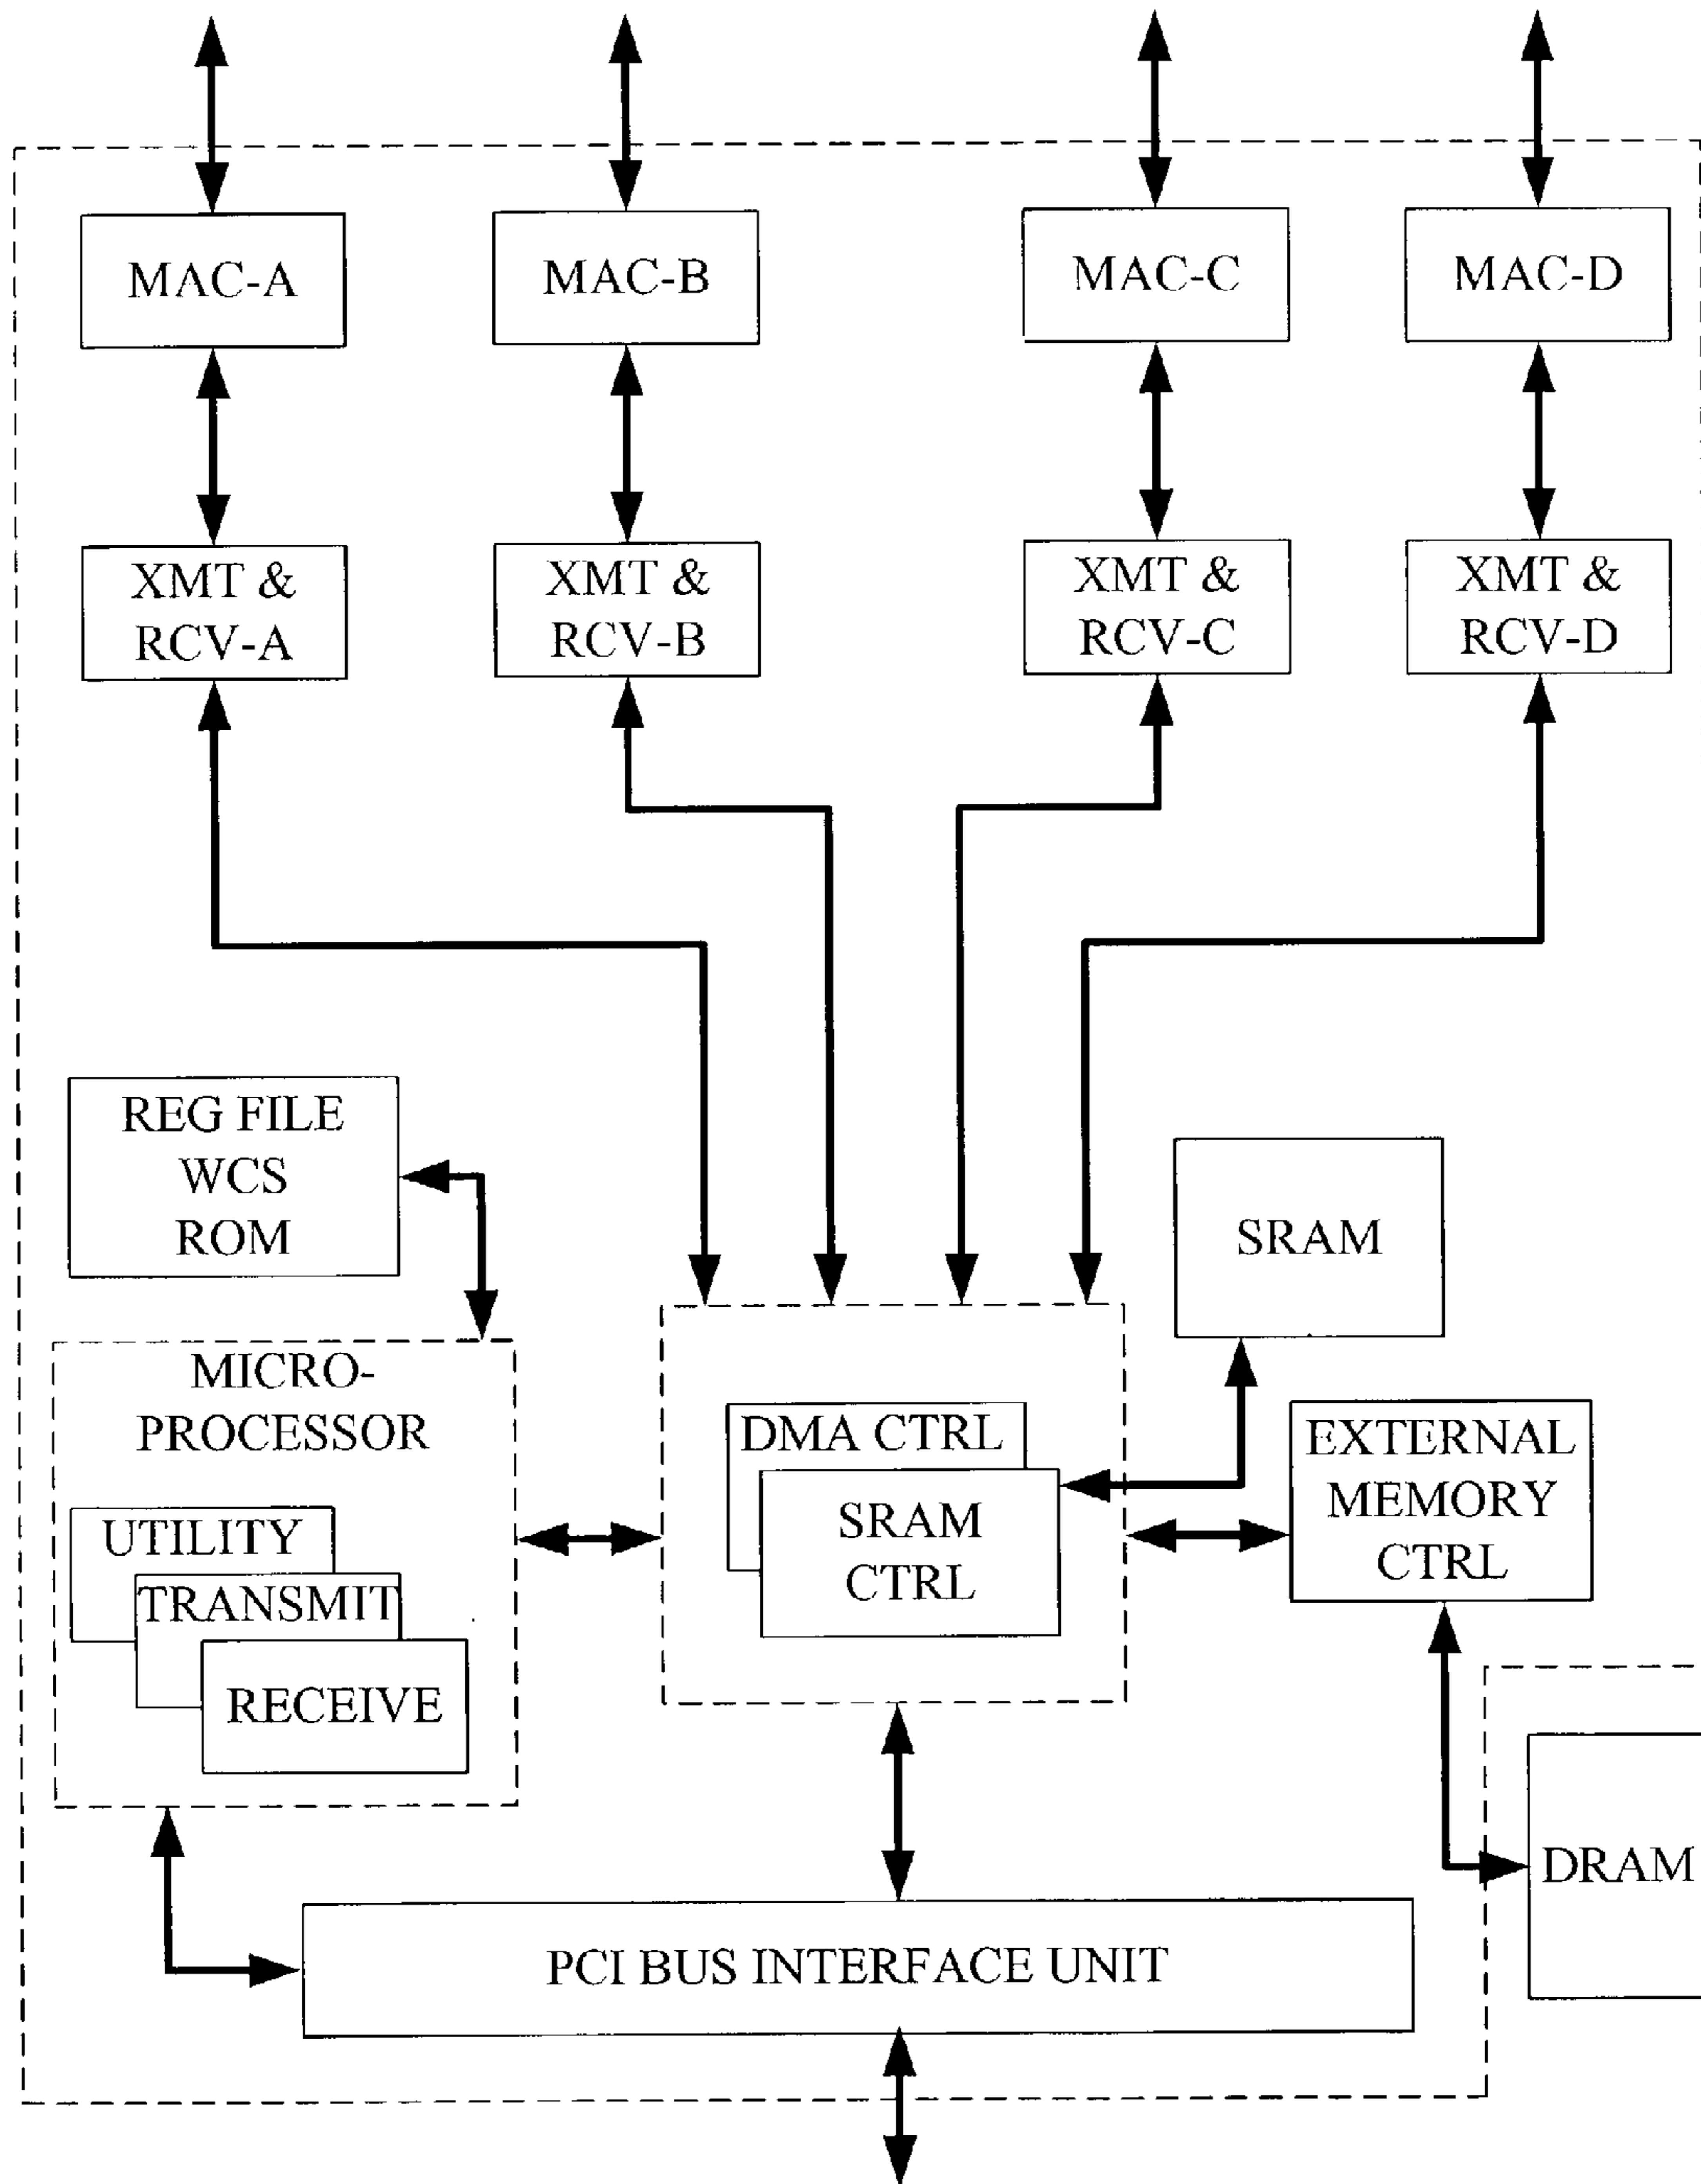 MAC-A
MAC-B
MAC-C
MAC-D
XMT &
RCV-A
XMT &
RCV-B
XMT &
RCV-C
XMT &
RCV-D
REG FILE
WCS
ROM
SRAM
MICRO-
PROCESSOR
UTILITY
TRANSMIT
RECEIVE
DMA CTRL
SRAM
CTRL
EXTERNAL
MEMORY
CTRL
DRAM
PCI BUS INTERFACE UNIT